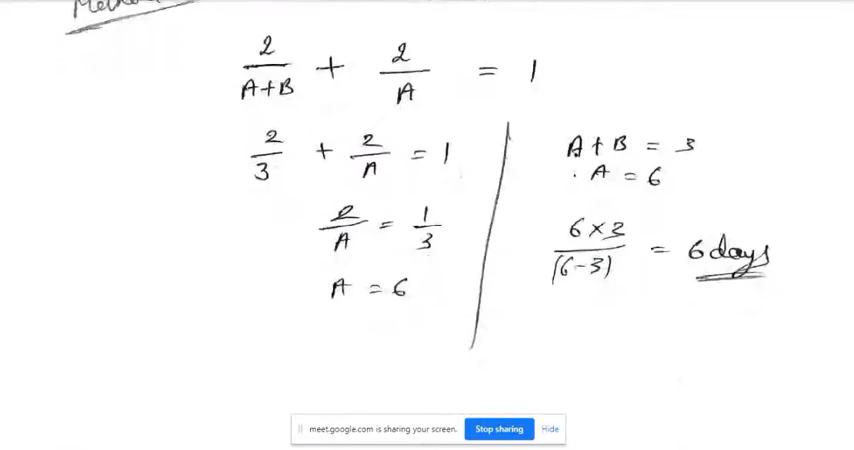 Method
2/(A+B) + 2/A = 1
2/3 + 2/A = 1
2/A = 1/3
A = 6
A+B = 3
. A = 6
(6×3)/(6-3) = 6 days
meet.google.com is sharing your screen. Stop sharing Hide